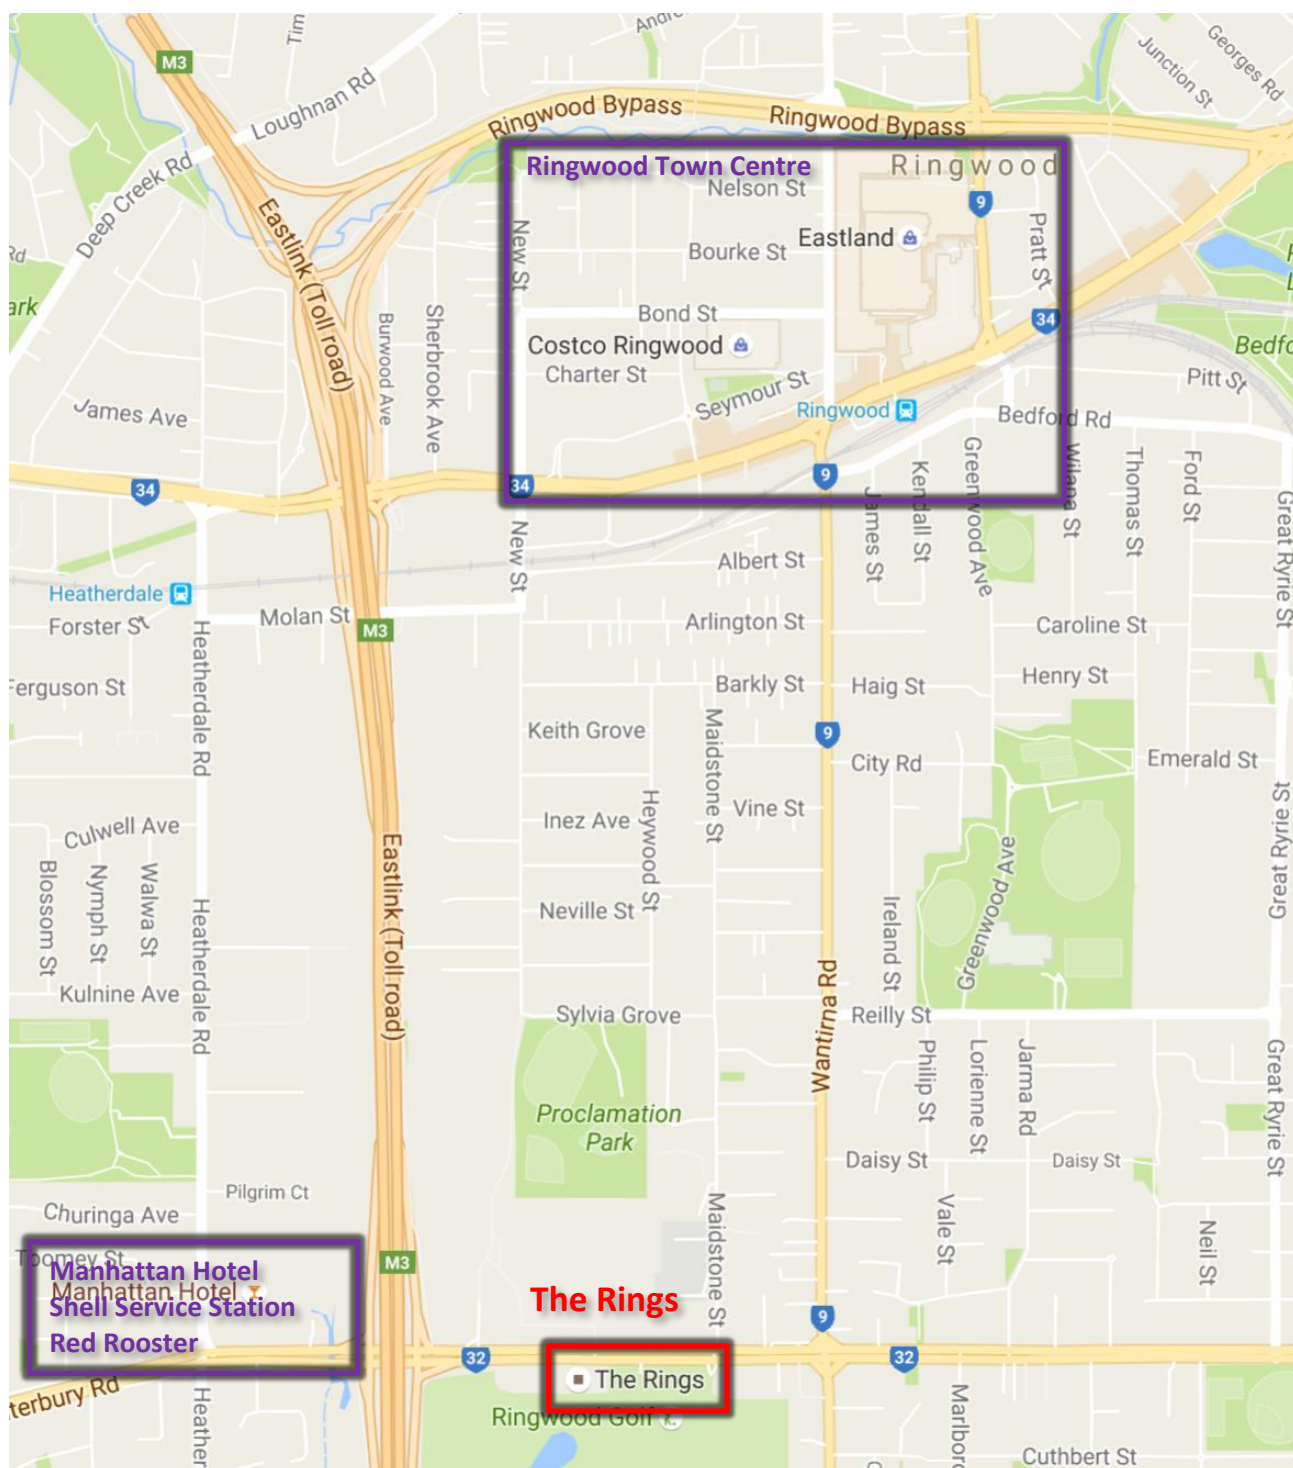 M3
Tim
Loughnan Rd
Junction St
Georges Rd
Ringwood Bypass
Ringwood Bypass
Deep Creek Rd
Ringwood Town Centre
Ringwood
Nelson St
9
Eastlink (Toll road)
New St
Eastland
Pratt St
Bourke St
Rd
ark
Bond St
34
Burwood Ave
Sherbrook Ave
Costco Ringwood
Bedfo
Charter St
Seymour St
Pitt St
James Ave
Ringwood
Bedford Rd
34
34
9
James St
Kendall St
Greenwood Ave
Wilana St
Thomas St
Ford St
Great Ryrie St
New St
Albert St
Heatherdale
Forster St
Molan St
M3
Arlington St
Caroline St
Heatherdale Rd
Ferguson St
Barkly St
Haig St
Henry St
Keith Grove
Maidstone St
9
City Rd
Emerald St
Inez Ave
Heywood St
Vine St
Great Ryrie St
Culwell Ave
Eastlink (Toll road)
Blossom St
Nymph St
Walwa St
Heatherdale Rd
Neville St
Ireland St
Greenwood Ave
Kulnine Ave
Sylvia Grove
Wantirna Rd
Reilly St
Philip St
Lorienne St
Jarma Rd
Great Ryrie St
Proclamation
Park
Daisy St
Daisy St
Pilgrim Ct
Churinga Ave
Maidstone St
Vale St
Neil St
Toomey St
M3
Manhattan Hotel
Manhattan Hotel
Shell Service Station
Red Rooster
The Rings
9
32
32
The Rings
terbury Rd
Heather
Ringwood Golf
Marlboro
Cuthbert St